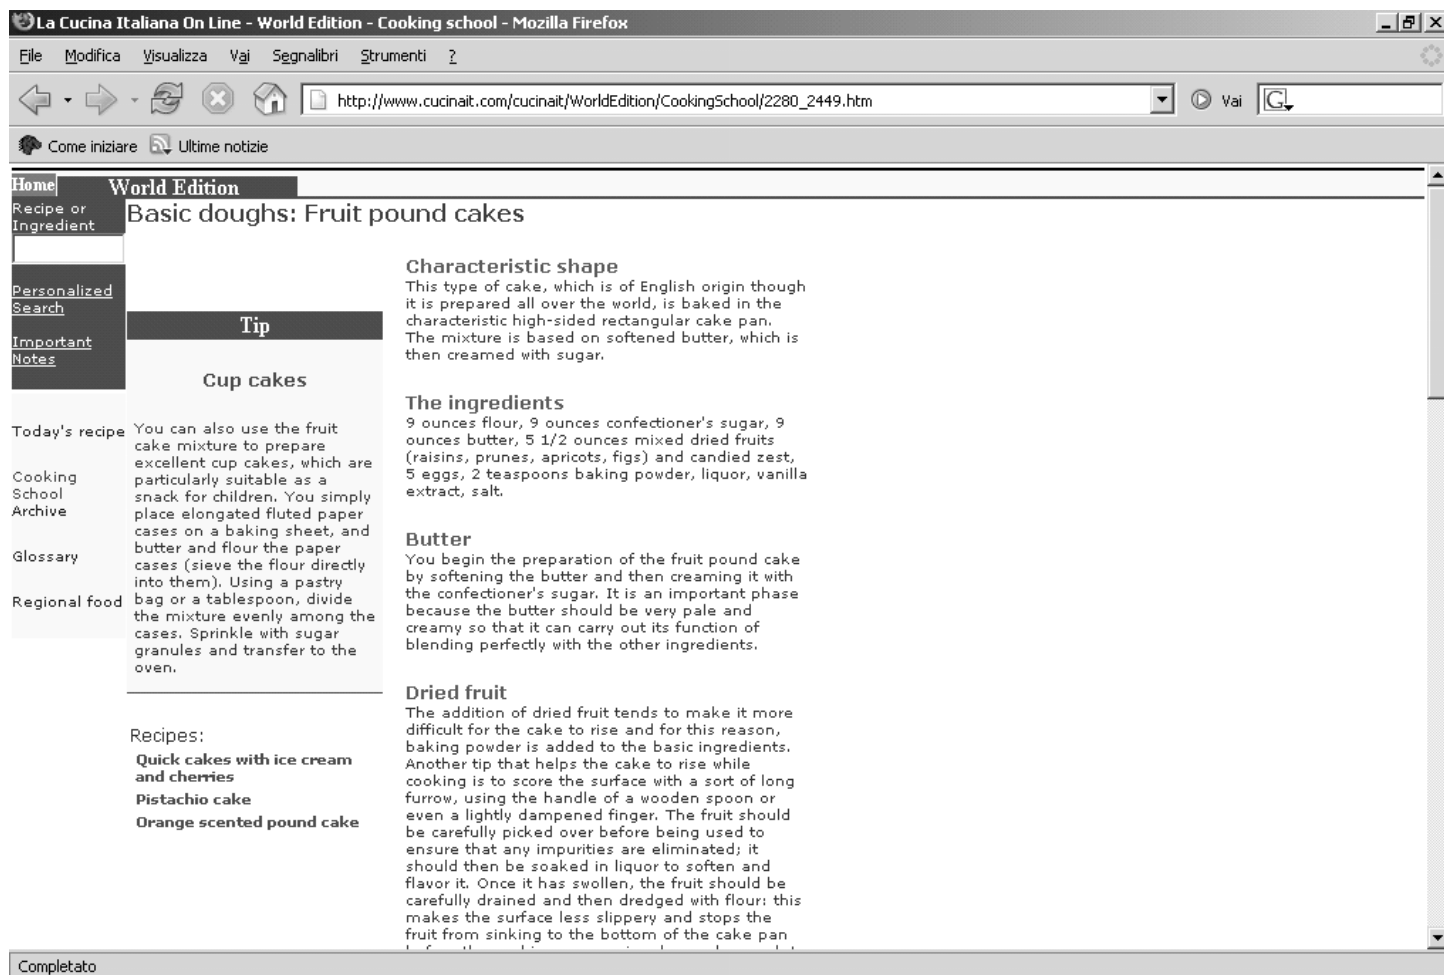 La Cucina Italiana On Line - World Edition - Cooking school - Mozilla Firefox
File Modifica Visualizza Vai Segnalibri Strumenti ?
http://www.cucinait.com/cucinait/WorldEdition/CookingSchool/2280_2449.htm Vai G
Come iniziare Ultime notizie
Home World Edition
Recipe or
Ingredient
Personalized
Search
Important
Notes
Today's recipe
Cooking
School
Archive
Glossary
Regional food
Basic doughs: Fruit pound cakes
Tip
Cup cakes
You can also use the fruit
cake mixture to prepare
excellent cup cakes, which are
particularly suitable as a
snack for children. You simply
place elongated fluted paper
cases on a baking sheet, and
butter and flour the paper
cases (sieve the flour directly
into them). Using a pastry
bag or a tablespoon, divide
the mixture evenly among the
cases. Sprinkle with sugar
granules and transfer to the
oven.
Recipes:
Quick cakes with ice cream
and cherries
Pistachio cake
Orange scented pound cake
Characteristic shape
This type of cake, which is of English origin though
it is prepared all over the world, is baked in the
characteristic high-sided rectangular cake pan.
The mixture is based on softened butter, which is
then creamed with sugar.
The ingredients
9 ounces flour, 9 ounces confectioner's sugar, 9
ounces butter, 5 1/2 ounces mixed dried fruits
(raisins, prunes, apricots, figs) and candied zest,
5 eggs, 2 teaspoons baking powder, liquor, vanilla
extract, salt.
Butter
You begin the preparation of the fruit pound cake
by softening the butter and then creaming it with
the confectioner's sugar. It is an important phase
because the butter should be very pale and
creamy so that it can carry out its function of
blending perfectly with the other ingredients.
Dried fruit
The addition of dried fruit tends to make it more
difficult for the cake to rise and for this reason,
baking powder is added to the basic ingredients.
Another tip that helps the cake to rise while
cooking is to score the surface with a sort of long
furrow, using the handle of a wooden spoon or
even a lightly dampened finger. The fruit should
be carefully picked over before being used to
ensure that any impurities are eliminated; it
should then be soaked in liquor to soften and
flavor it. Once it has swollen, the fruit should be
carefully drained and then dredged with flour: this
makes the surface less slippery and stops the
fruit from sinking to the bottom of the cake pan
Completato